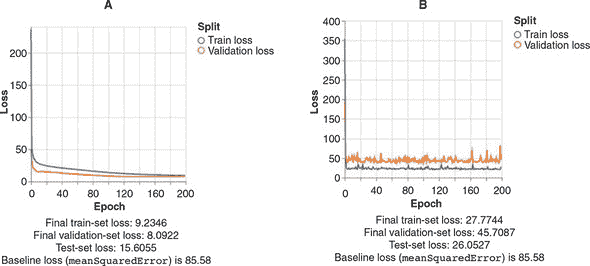 A
Split
Train loss
Validation loss
Loss
200
150
100
50
0
0 40 80 120 160 200
Epoch
Final train-set loss: 9.2346
Final validation-set loss: 8.0922
Test-set loss: 15.6055
Baseline loss (meanSquaredError) is 85.58
B
Split
Train loss
Validation loss
Loss
400
350
300
250
200
150
100
50
0
0 40 80 120 160 200
Epoch
Final train-set loss: 27.7744
Final validation-set loss: 45.7087
Test-set loss: 26.0527
Baseline loss (meanSquaredError) is 85.58